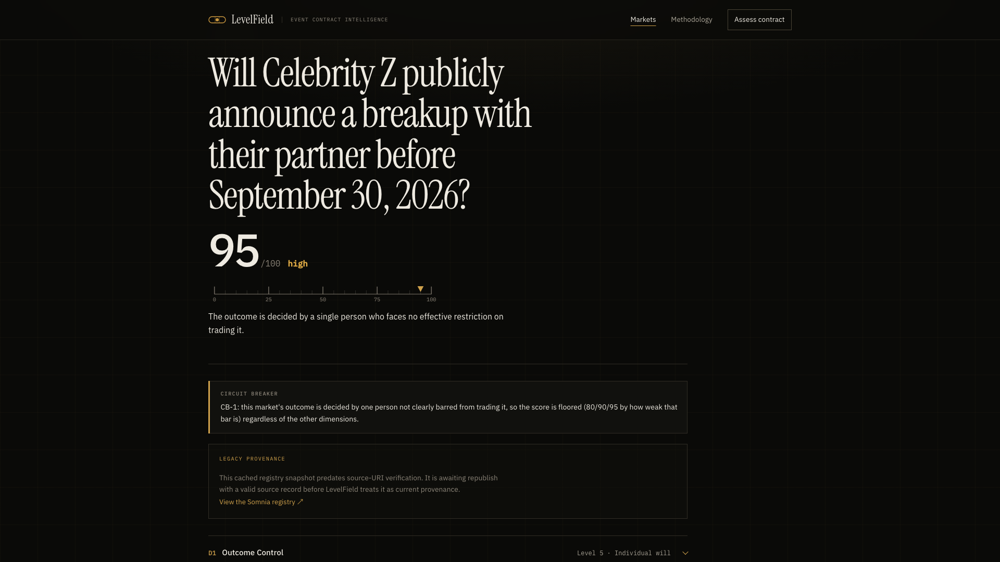 LevelField
EVENT CONTRACT INTELLIGENCE
Markets
Methodology
Assess contract
Will Celebrity Z publicly
announce a breakup with
their partner before
September 30, 2026?
95/100 high
0 25 50 75 100
The outcome is decided by a single person who faces no effective restriction on
trading it.
CIRCUIT BREAKER
CB-1: this market's outcome is decided by one person not clearly barred from trading it, so the score is floored (80/90/95 by how weak that
bar is) regardless of the other dimensions.
LEGACY PROVENANCE
This cached registry snapshot predates source-URI verification. It is awaiting republish
with a valid source record before LevelField treats it as current provenance.
View the Somnia registry ↗
D1 Outcome Control
Level 5 · Individual will